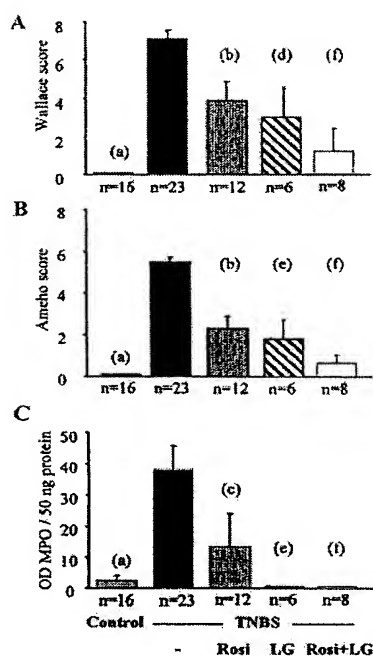 A
Wallace score
8
6
4
2
0
(a)
(b)
(d)
(f)
n=16 n=23 n=12 n=6 n=8
B
Ameho score
8
6
4
2
0
(a)
(b)
(e)
(f)
n=16 n=23 n=12 n=6 n=8
C
OD MPO / 50 ng protein
50
40
30
20
10
0
(a)
(c)
(e)
(f)
n=16 n=23 n=12 n=6 n=8
Control TNBS
- Rosi LG Rosi+LG